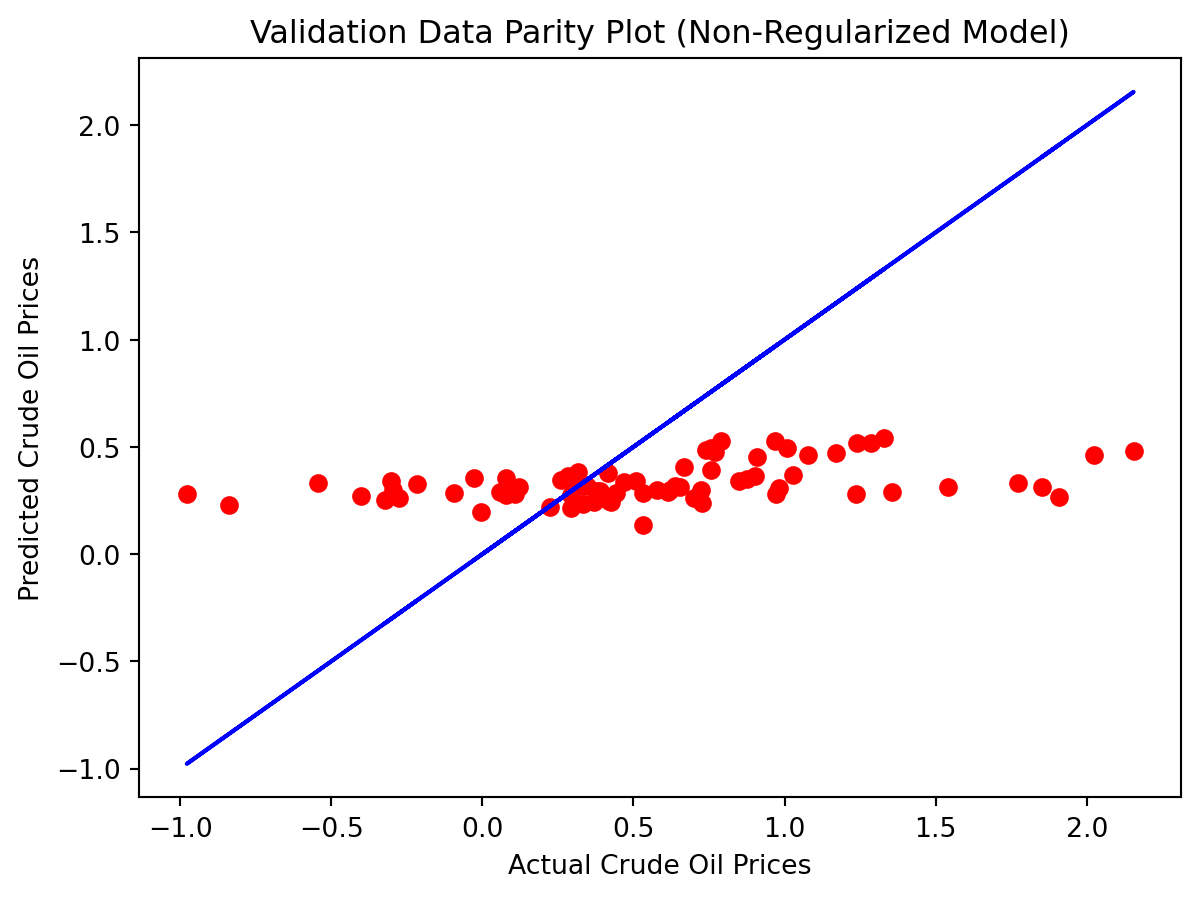 Validation Data Parity Plot (Non-Regularized Model)
2.0
1.5
1.0
0.5
0.0
−0.5
−1.0
Predicted Crude Oil Prices
−1.0 −0.5 0.0 0.5 1.0 1.5 2.0
Actual Crude Oil Prices